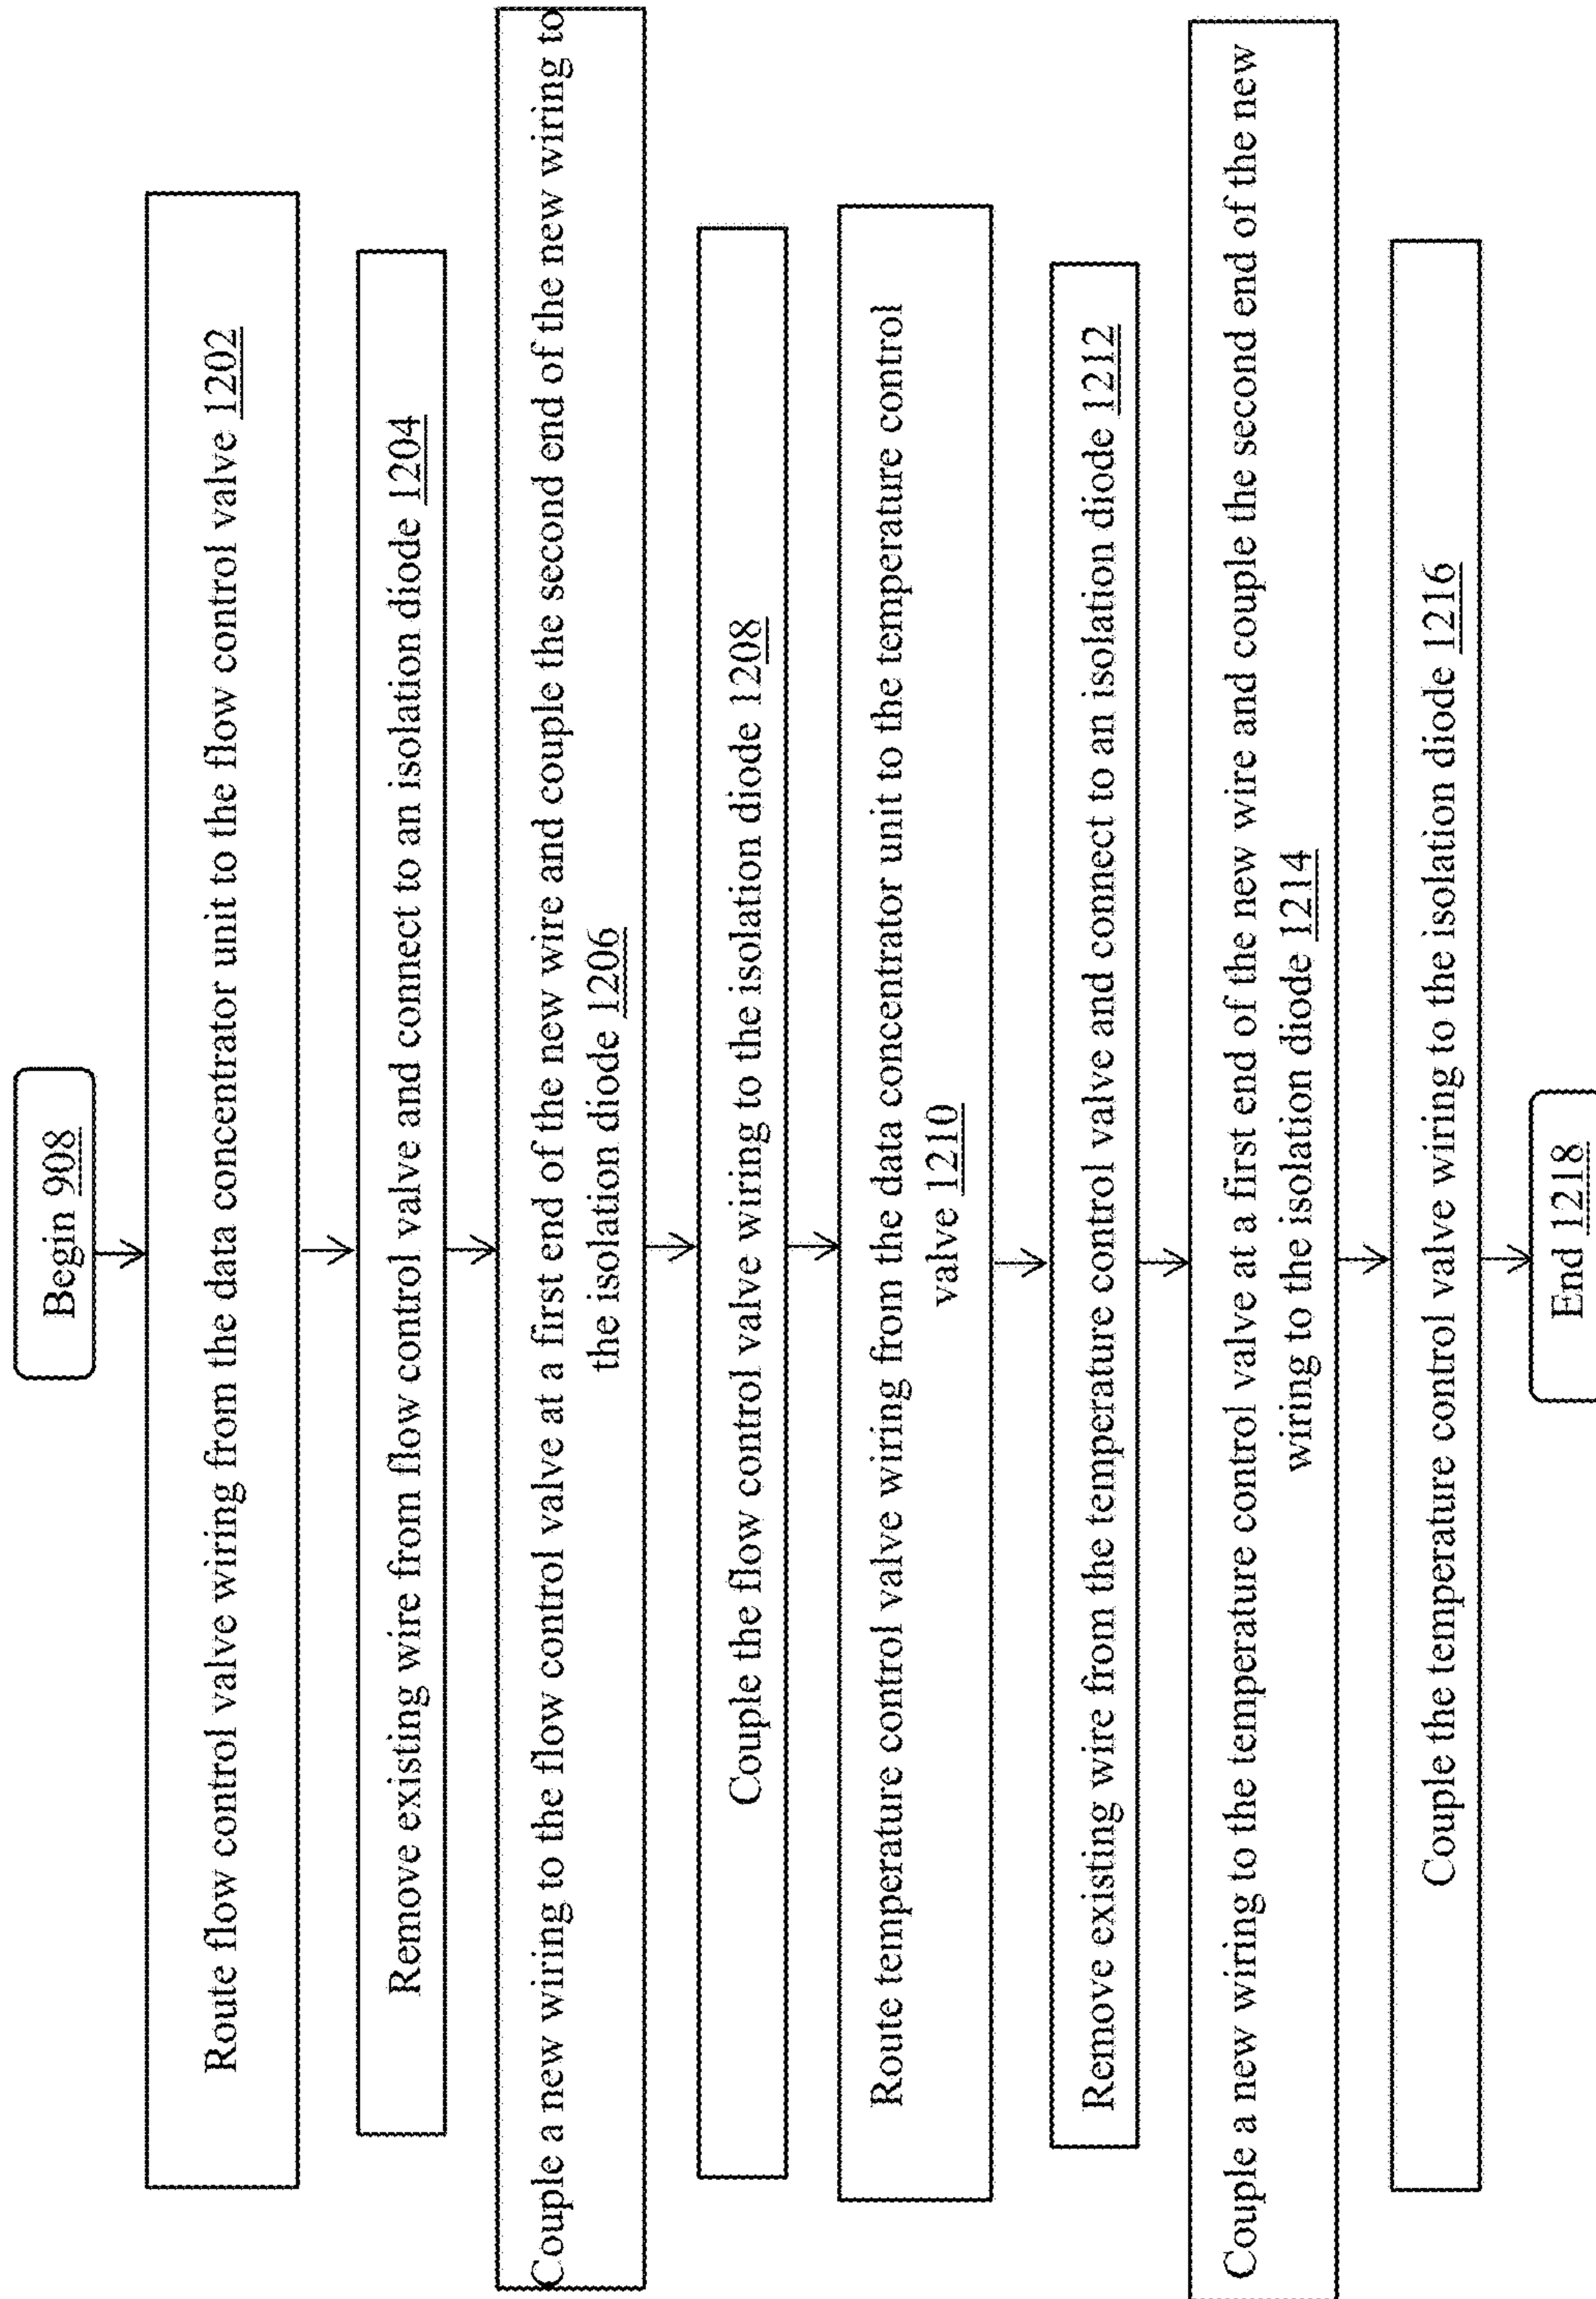 Begin 908
Route flow control valve wiring from the data concentrator unit to the flow control valve 1202
Remove existing wire from flow control valve and connect to an isolation diode 1204
Couple a new wiring to the flow control valve at a first end of the new wire and couple the second end of the new wiring to
the isolation diode 1206
Couple the flow control valve wiring to the isolation diode 1208
Route temperature control valve wiring from the data concentrator unit to the temperature control
valve 1210
Remove existing wire from the temperature control valve and connect to an isolation diode 1212
Couple a new wiring to the temperature control valve at a first end of the new wire and couple the second end of the new
wiring to the isolation diode 1214
Couple the temperature control valve wiring to the isolation diode 1216
End 1218